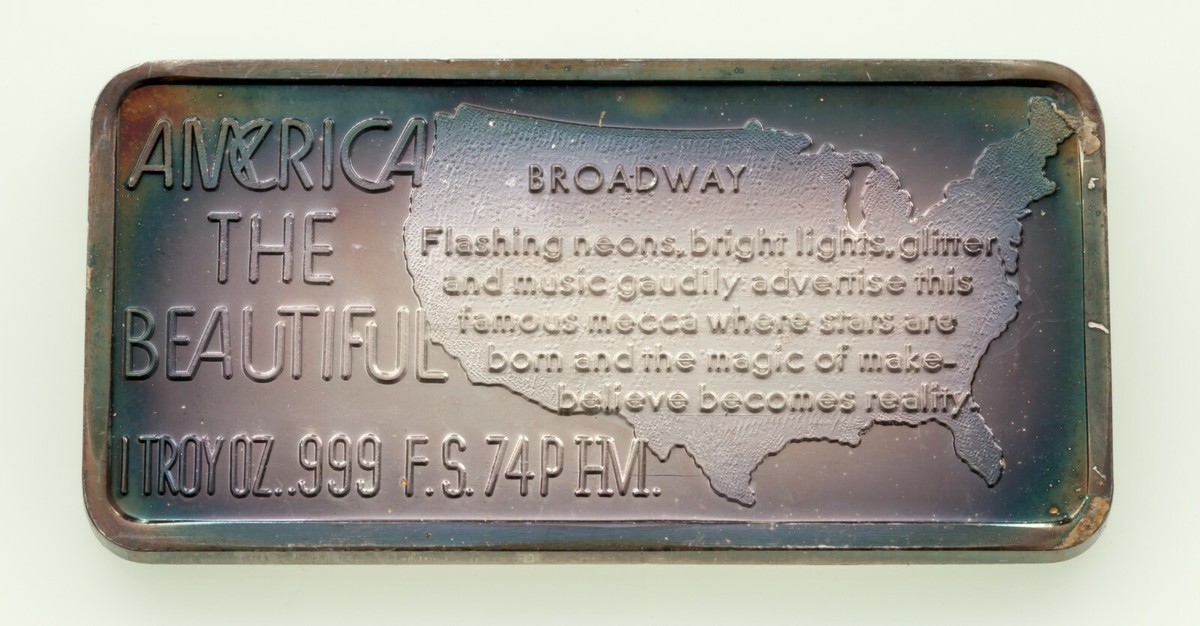 AMERICA
THE
BEAUTIFUL
1 TROY OZ..999 F.S. 74P HM.
BROADWAY
Flashing neons, bright lights, glitter,
and music gaudily advertise this
famous mecca where stars are
born and the magic of make-
believe becomes reality.